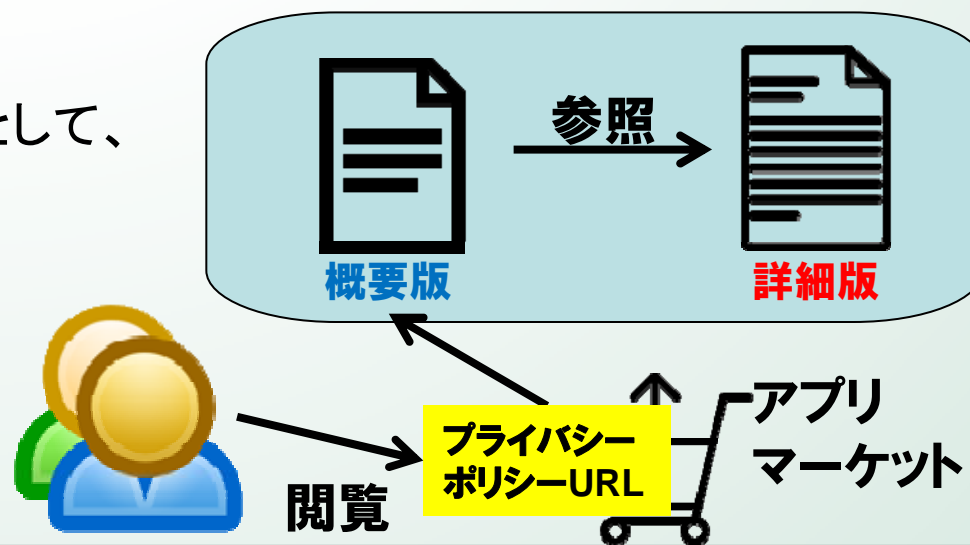 として、
参照
概要版
詳細版
プライバシー
ポリシーURL
アプリ
マーケット
閲覧